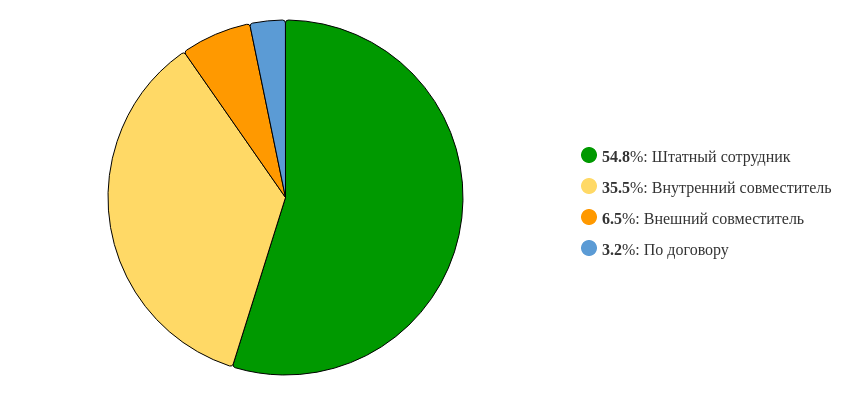 54.8%: Штатный сотрудник
35.5%: Внутренний совместитель
6.5%: Внешний совместитель
3.2%: По договору